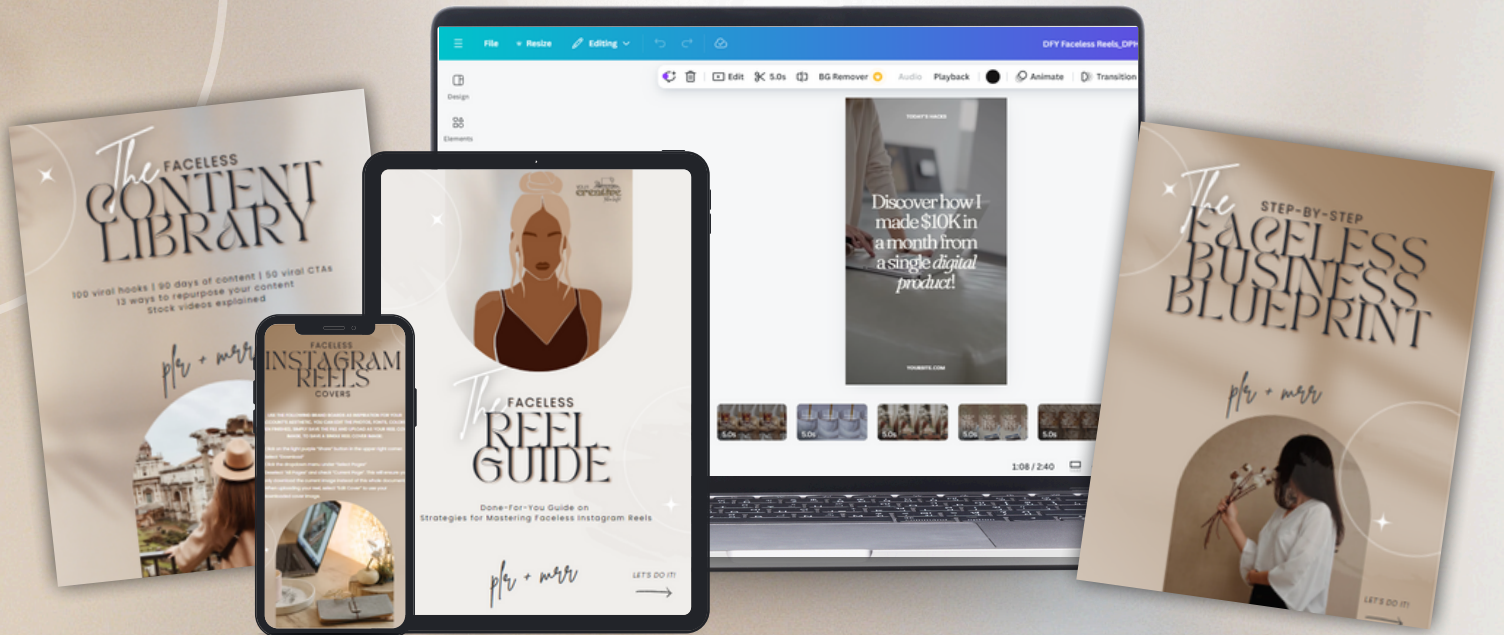 The
FACELESS
CONTENT
LIBRARY
100 viral hooks | 90 days of content | 50 viral CTAs
13 ways to repurpose your content
Stock videos explained
plr + mrr
FACELESS
INSTAGRAM
REELS
COVERS
creative
The
FACELESS
REEL
GUIDE
Done-For-You Guide on
Strategies for Mastering Faceless Instagram Reels
plr + mrr
LET'S DO IT!
File
Resize
Editing
DFY Faceless Reels_DPH
Design
Elements
Edit
5.0s
BG Remover
Audio
Playback
Animate
Transition
TODAY'S HACKS
Discover how I
made $10K in
a month from
a single digital
product!
YOURSITE.COM
5.0s
5.0s
5.0s
5.0s
5.0s
1:08 / 2:40
The
STEP-BY-STEP
FACELESS
BUSINESS
BLUEPRINT
plr + mrr
LET'S DO IT!